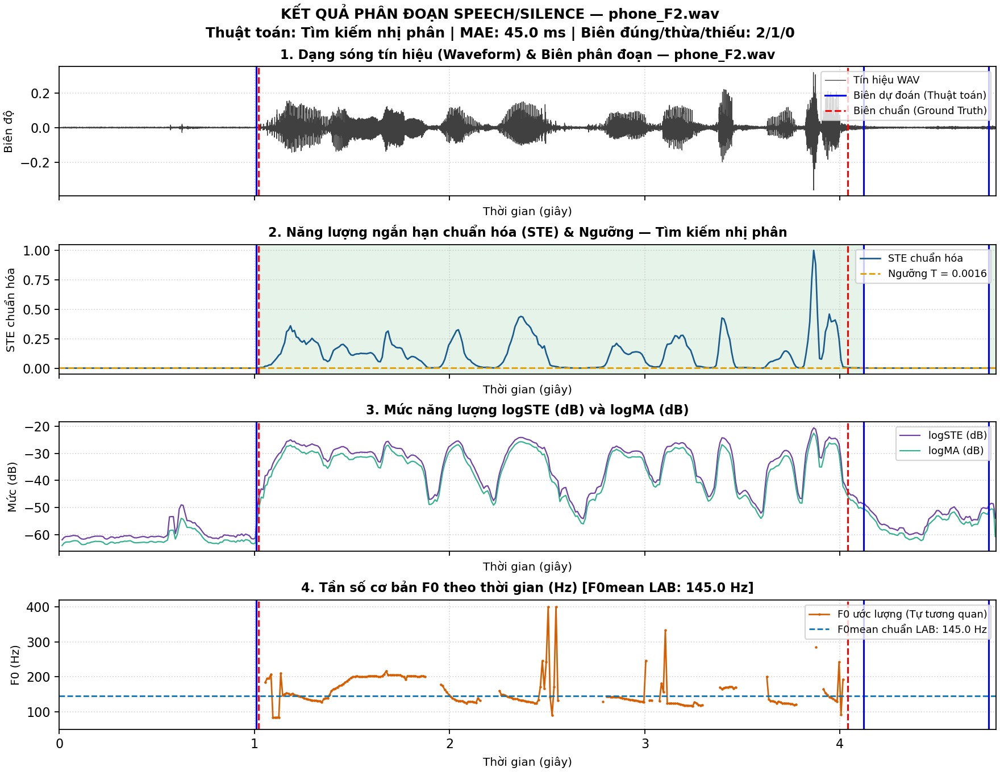 KẾT QUẢ PHÂN ĐOẠN SPEECH/SILENCE — phone_F2.wav
Thuật toán: Tìm kiếm nhị phân | MAE: 45.0 ms | Biên đúng/thừa/thiếu: 2/1/0
1. Dạng sóng tín hiệu (Waveform) & Biên phân đoạn — phone_F2.wav
Biên độ
0.2
0.0
−0.2
Tín hiệu WAV
Biên dự đoán (Thuật toán)
Biên chuẩn (Ground Truth)
Thời gian (giây)
2. Năng lượng ngắn hạn chuẩn hóa (STE) & Ngưỡng — Tìm kiếm nhị phân
STE chuẩn hóa
1.00
0.75
0.50
0.25
0.00
STE chuẩn hóa
Ngưỡng T = 0.0016
Thời gian (giây)
3. Mức năng lượng logSTE (dB) và logMA (dB)
Mức (dB)
−20
−30
−40
−50
−60
logSTE (dB)
logMA (dB)
Thời gian (giây)
4. Tần số cơ bản F0 theo thời gian (Hz) [F0mean LAB: 145.0 Hz]
F0 (Hz)
400
300
200
100
F0 ước lượng (Tự tương quan)
F0mean chuẩn LAB: 145.0 Hz
0 1 2 3 4
Thời gian (giây)